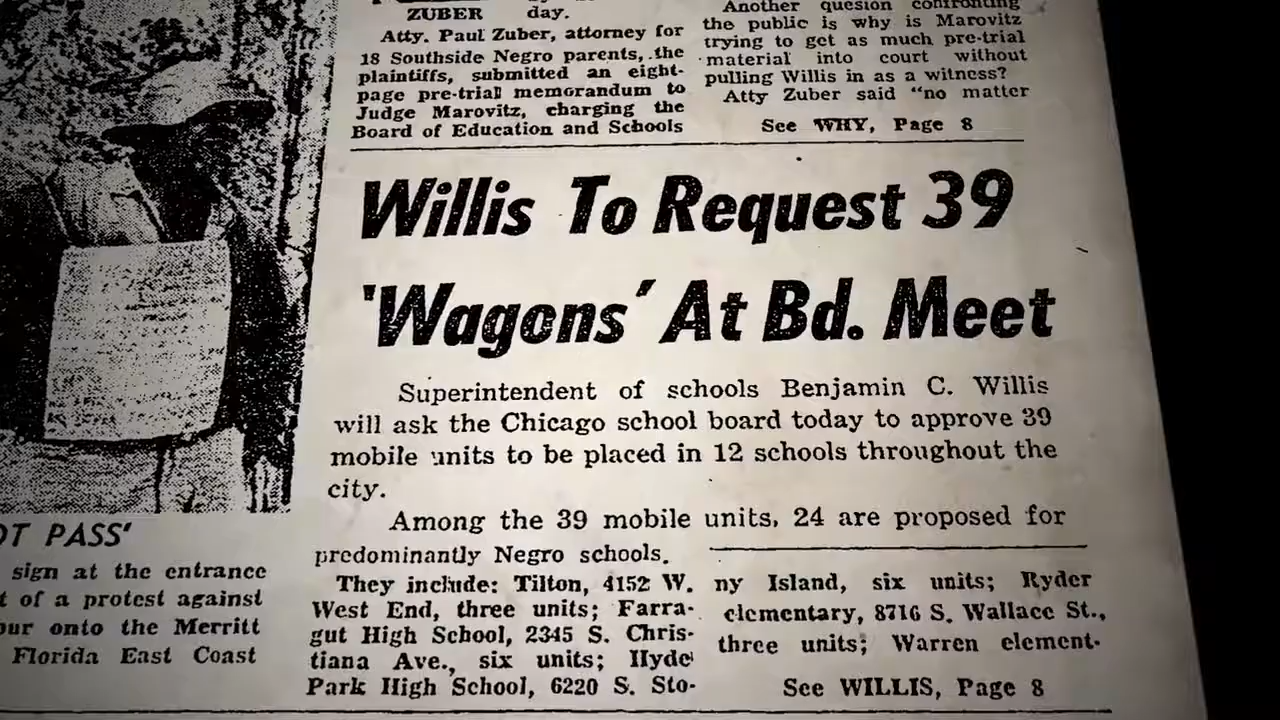 ZUBER
day.
Atty. Paul Zuber, attorney for
18 Southside Negro parents, the
plaintiffs, submitted an eight-
page pre-trial memorandum to
Judge Marovitz, charging the
Board of Education and Schools
Another quesion confronting
the public is why is Marovitz
trying to get as much pre-trial
material into court without
pulling Willis in as a witness?
Atty Zuber said "no matter
See WHY, Page 8
Willis To Request 39
'Wagons' At Bd. Meet
Superintendent of schools Benjamin C. Willis
will ask the Chicago school board today to approve 39
mobile units to be placed in 12 schools throughout the
city.
Among the 39 mobile units, 24 are proposed for
predominantly Negro schools.
They include: Tilton, 4152 W.
West End, three units; Farra-
gut High School, 2345 S. Chris-
tiana Ave., six units; Hyde
Park High School, 6220 S. Sto-
ny Island, six units; Ryder
elementary, 8716 S. Wallace St.,
three units; Warren element-
See WILLIS, Page 8
OT PASS'
sign at the entrance
t of a protest against
our onto the Merritt
Florida East Coast